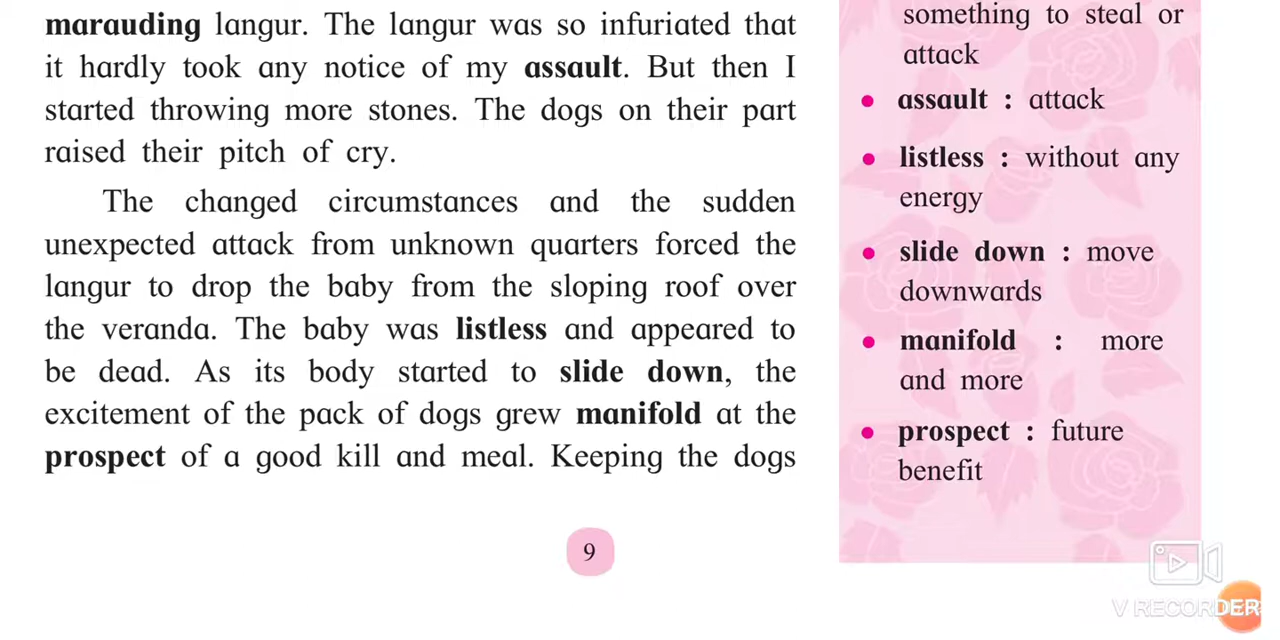 marauding langur. The langur was so infuriated that
it hardly took any notice of my assault. But then I
started throwing more stones. The dogs on their part
raised their pitch of cry.
The changed circumstances and the sudden
unexpected attack from unknown quarters forced the
langur to drop the baby from the sloping roof over
the veranda. The baby was listless and appeared to
be dead. As its body started to slide down, the
excitement of the pack of dogs grew manifold at the
prospect of a good kill and meal. Keeping the dogs
9
something to steal or
attack
• assault : attack
• listless : without any
energy
• slide down : move
downwards
• manifold : more
and more
• prospect : future
benefit
V RECORDER